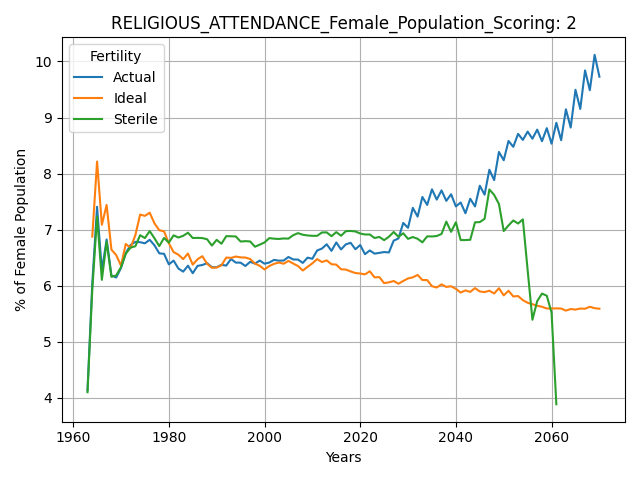 RELIGIOUS_ATTENDANCE_Female_Population_Scoring: 2
Fertility
Actual
Ideal
Sterile
% of Female Population
10
9
8
7
6
5
4
1960
1980
2000
2020
2040
2060
Years